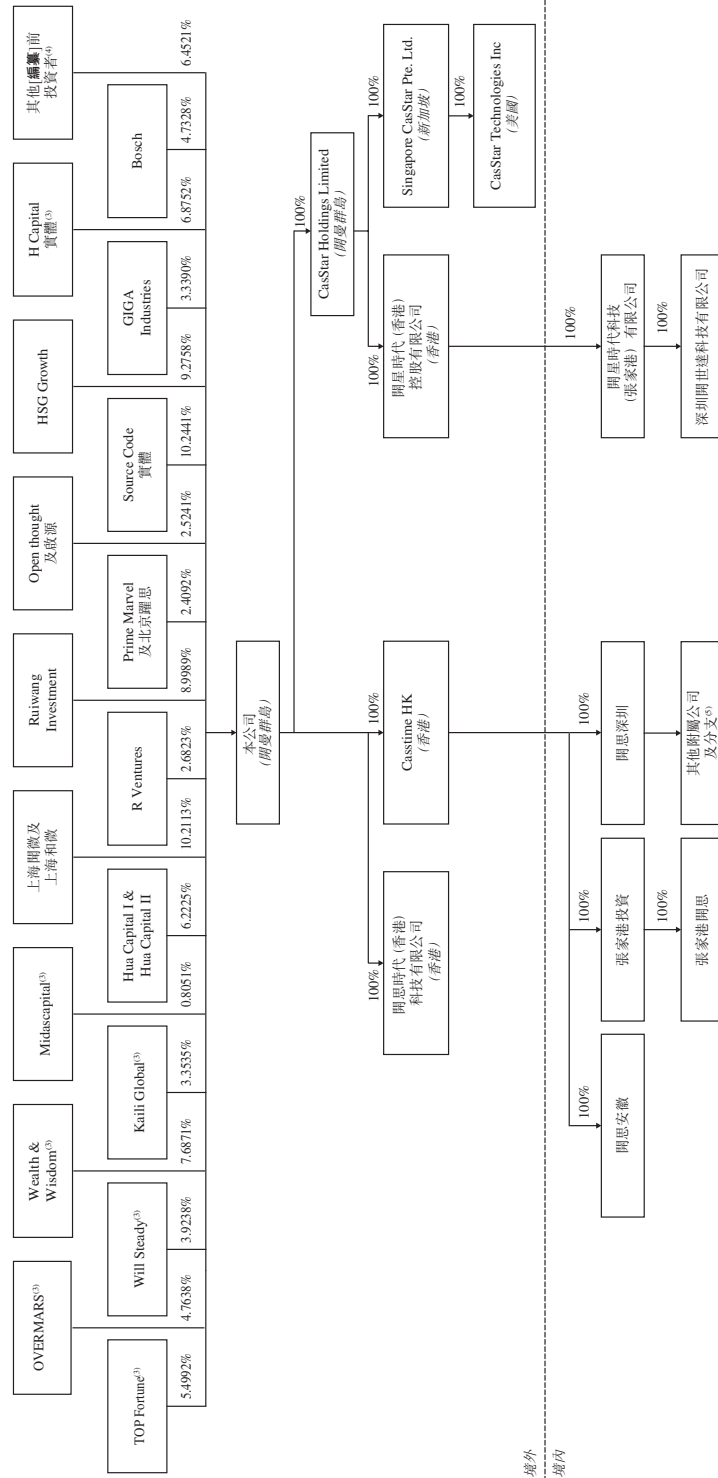 OVERMARS(3)
Wealth &
Wisdom(3)
Midascapital(3)
上海開微及
上海和微
Ruiwang
Investment
Open thought
及啟源
HSG Growth
H Capital
實體(3)
其他[編纂]前
投資者(4)
TOP Fortune(3)
Will Steady(3)
Kaili Global(3)
Hua Capital I &
Hua Capital II
R Ventures
Prime Marvel
及北京躍思
Source Code
實體
GIGA
Industries
Bosch
5.4992%
4.7638%
3.9238%
7.6871%
3.3535%
0.8051%
6.2225%
10.2113%
2.6823%
8.9989%
2.4092%
2.5241%
10.2441%
9.2758%
3.3390%
6.8752%
4.7328%
6.4521%
本公司
(開曼群島)
100%
CasStar Holdings Limited
(開曼群島)
100%
100%
100%
100%
開思時代 (香港)
科技有限公司
(香港)
Casstime HK
(香港)
開星時代 (香港)
控股有限公司
(香港)
Singapore CasStar Pte. Ltd.
(新加坡)
100%
CasStar Technologies Inc
(美國)
境外
境內
100%
100%
100%
100%
開思安徽
張家港投資
開思深圳
開星時代科技
(張家港) 有限公司
100%
100%
張家港開思
其他附屬公司
及分支(5)
深圳開世達科技有限公司